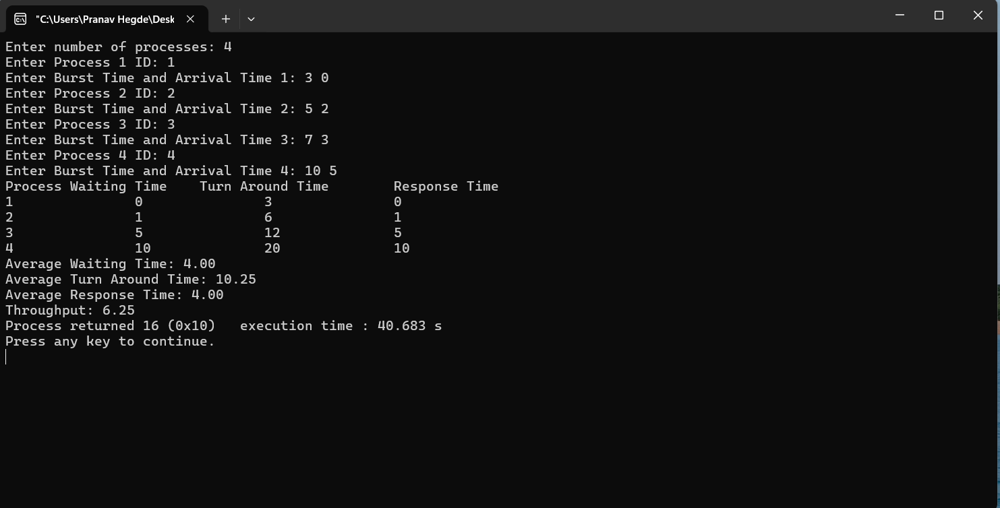 "C:\Users\Pranav Hegde\Desk
Enter number of processes: 4
Enter Process 1 ID: 1
Enter Burst Time and Arrival Time 1: 3 0
Enter Process 2 ID: 2
Enter Burst Time and Arrival Time 2: 5 2
Enter Process 3 ID: 3
Enter Burst Time and Arrival Time 3: 7 3
Enter Process 4 ID: 4
Enter Burst Time and Arrival Time 4: 10 5
Process Waiting Time    Turn Around Time        Response Time
1               0               3               0
2               1               6               1
3               5               12              5
4               10              20              10
Average Waiting Time: 4.00
Average Turn Around Time: 10.25
Average Response Time: 4.00
Throughput: 6.25
Process returned 16 (0x10)   execution time : 40.683 s
Press any key to continue.